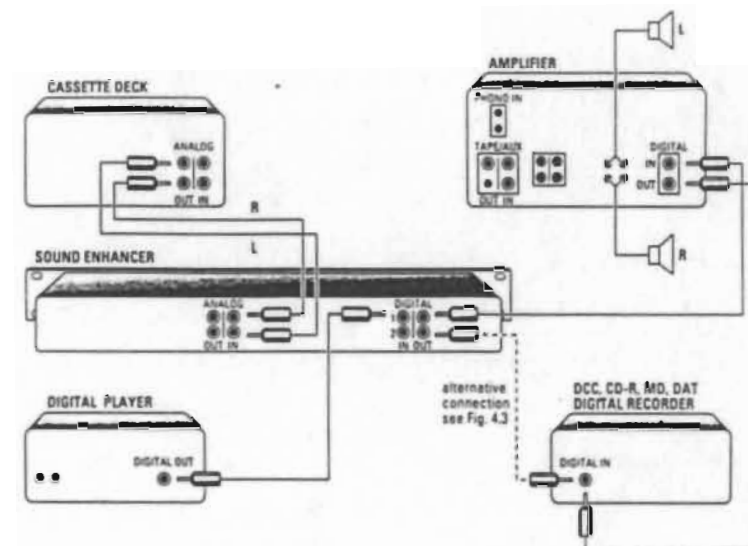 L
AMPLIFIER
CASSETTE DECK
PHONO IN
ANALOG
TAPE/AUX
DIGITAL
IN
OUT
OUT IN
OUT IN
R
L
R
SOUND ENHANCER
ANALOG
DIGITAL
1
2
OUT IN
IN OUT
alternative
connection
see Fig. 4.3
DCC, CD-R, MD, DAT
DIGITAL RECORDER
DIGITAL PLAYER
DIGITAL OUT
DIGITAL IN